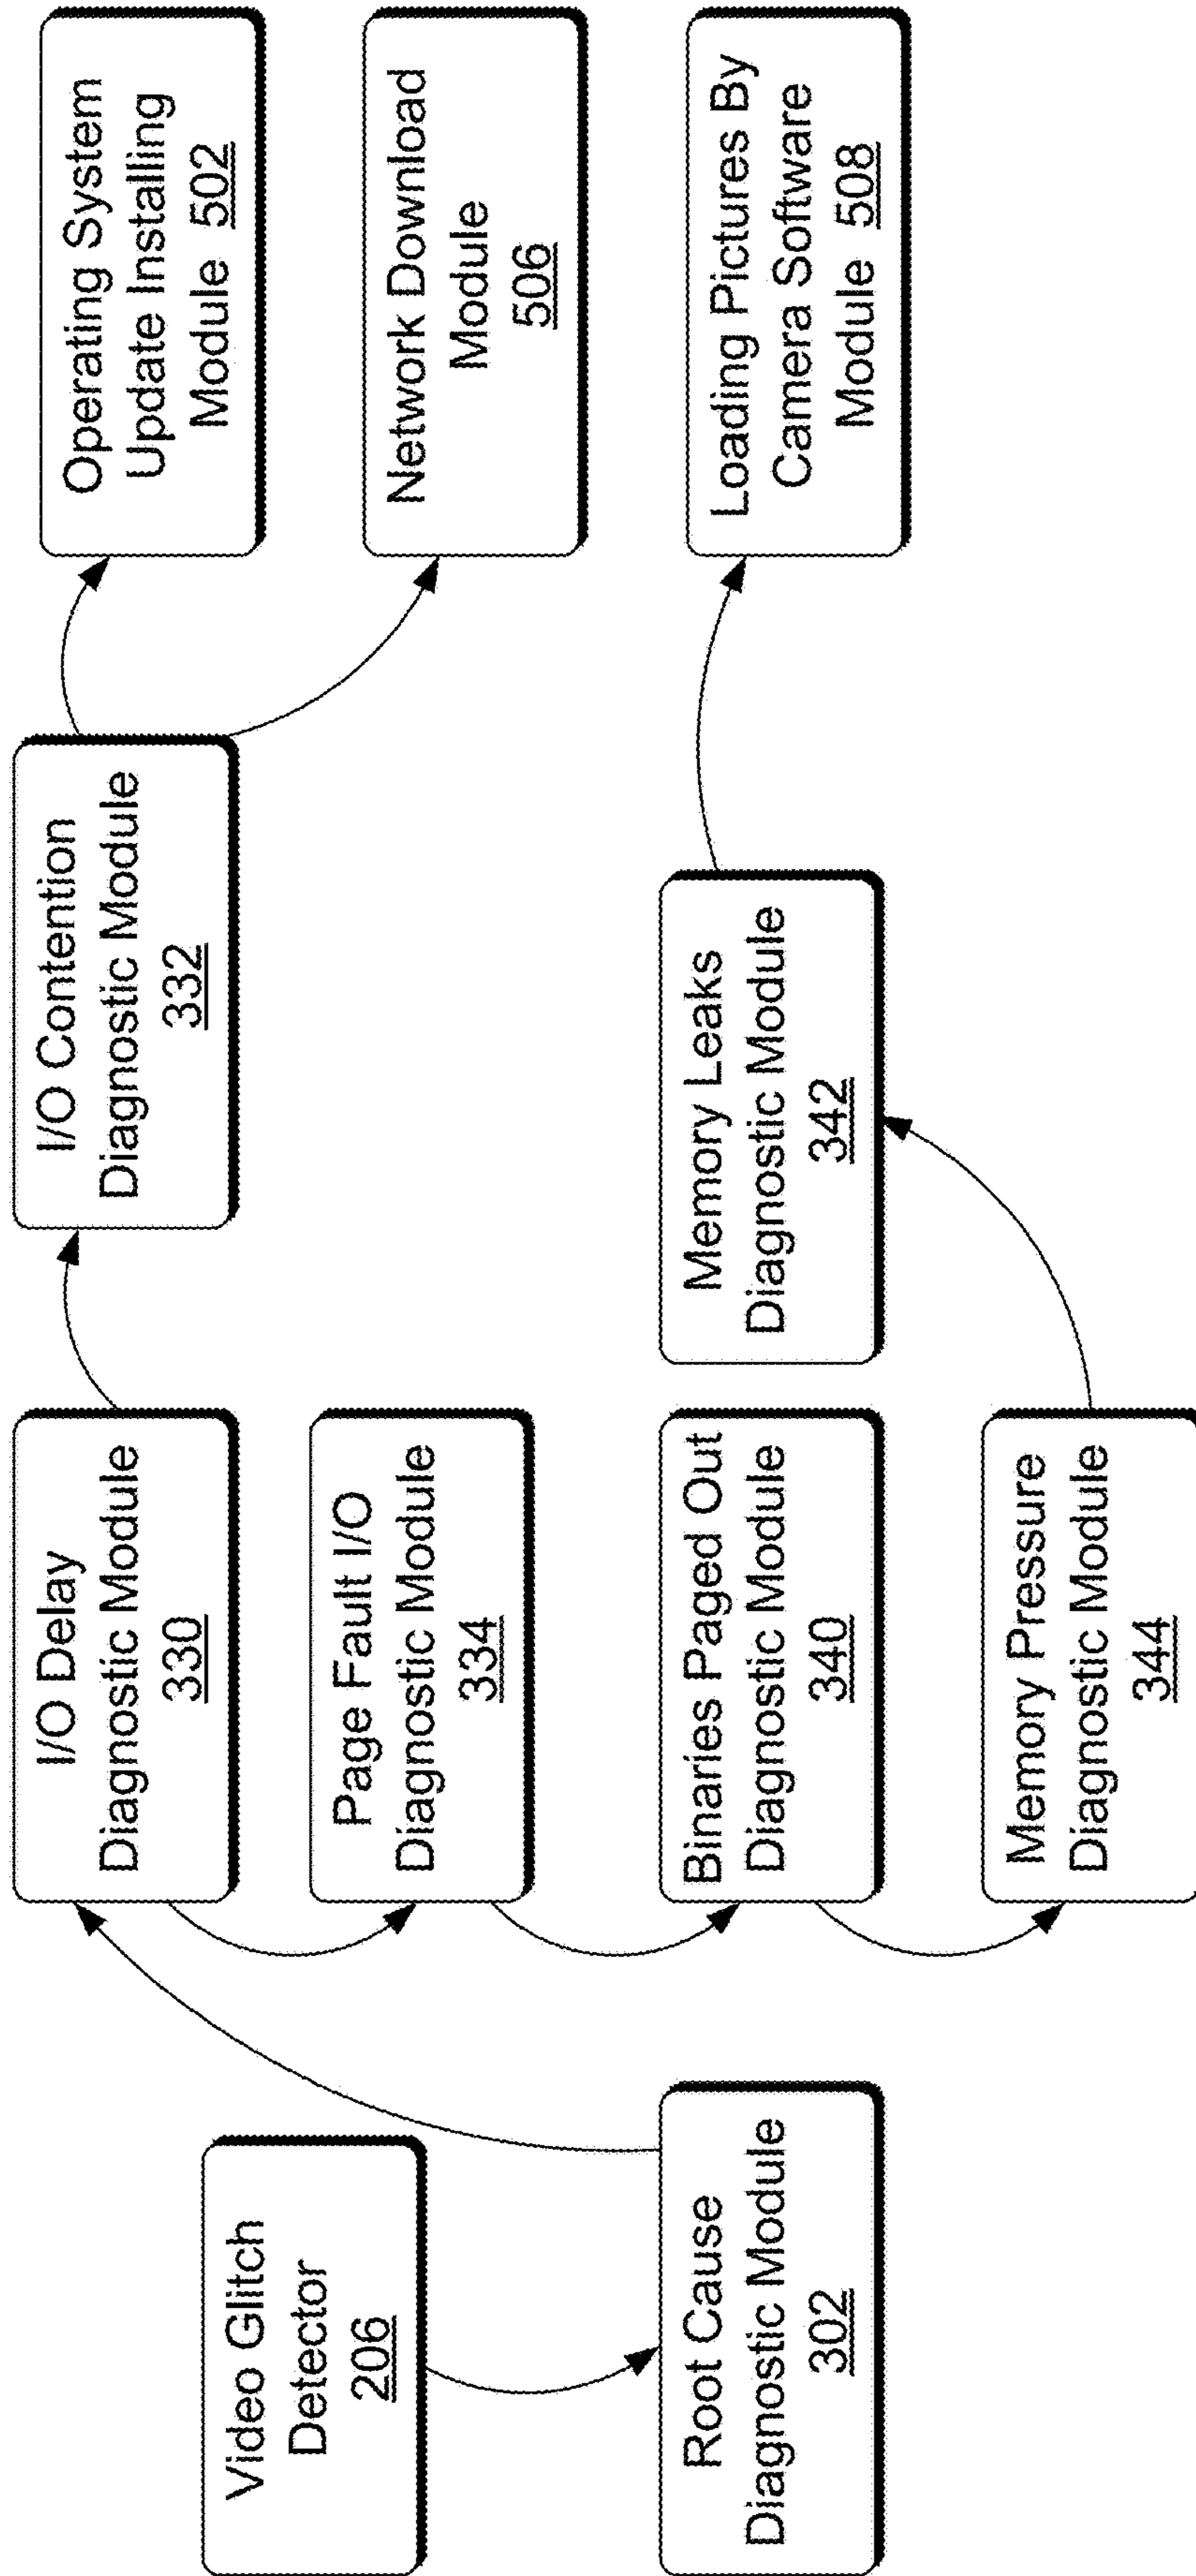 Video Glitch
Detector
206
Root Cause
Diagnostic Module
302
I/O Delay
Diagnostic Module
330
Page Fault I/O
Diagnostic Module
334
Binaries Paged Out
Diagnostic Module
340
Memory Pressure
Diagnostic Module
344
I/O Contention
Diagnostic Module
332
Memory Leaks
Diagnostic Module
342
Operating System
Update Installing
Module 502
Network Download
Module
506
Loading Pictures By
Camera Software
Module 508